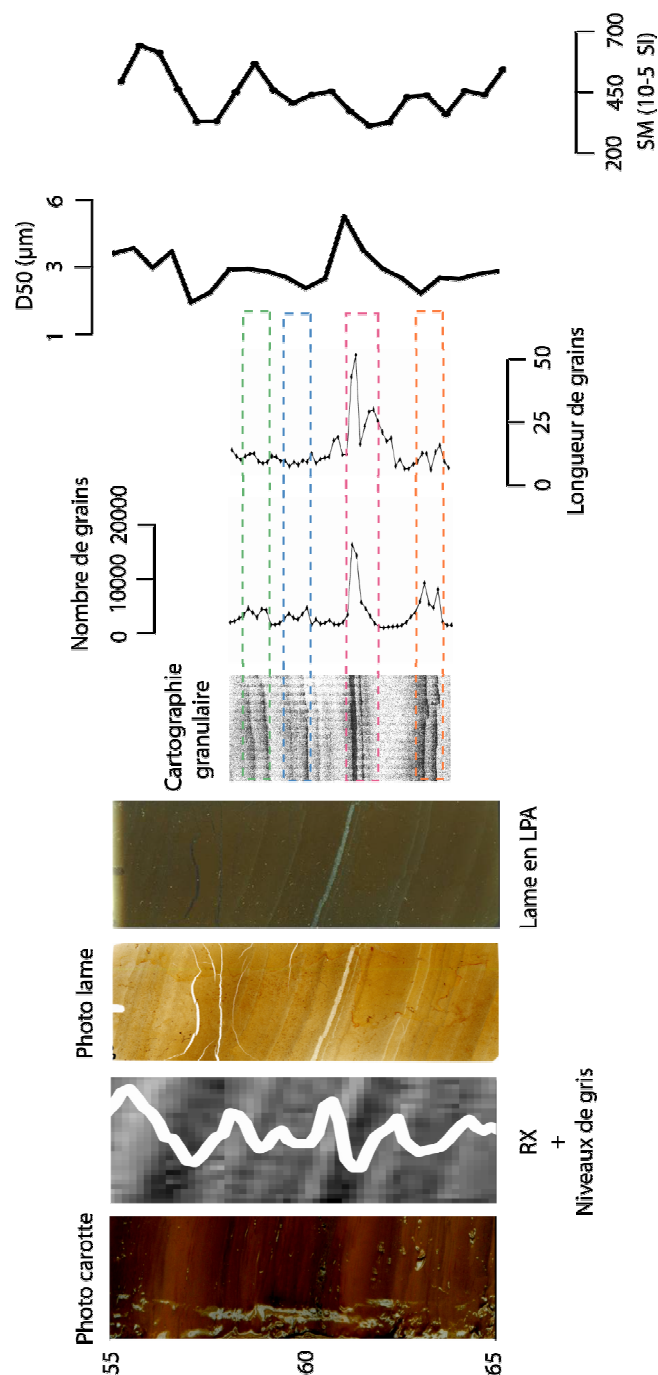 Photo carotte
55
60
65
RX
+
Niveaux de gris
Photo lame
Lame en LPA
Cartographie
granulaire
Nombre de grains
0 10000 20000
0 25 50
Longueur de grains
D50 (µm)
1 3 6
200 450 700
SM (10-5 SI)